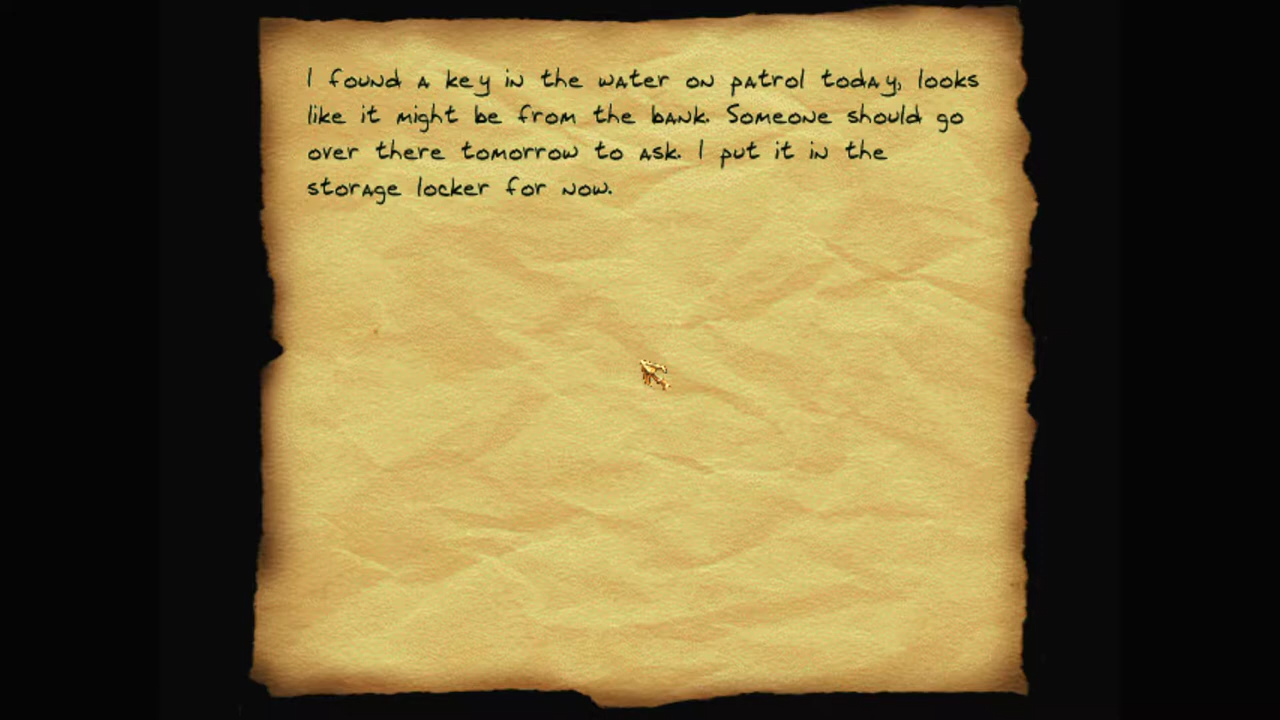 I found a key in the water on patrol today, looks
like it might be from the bank. Someone should go
over there tomorrow to ask. I put it in the
storage locker for now.